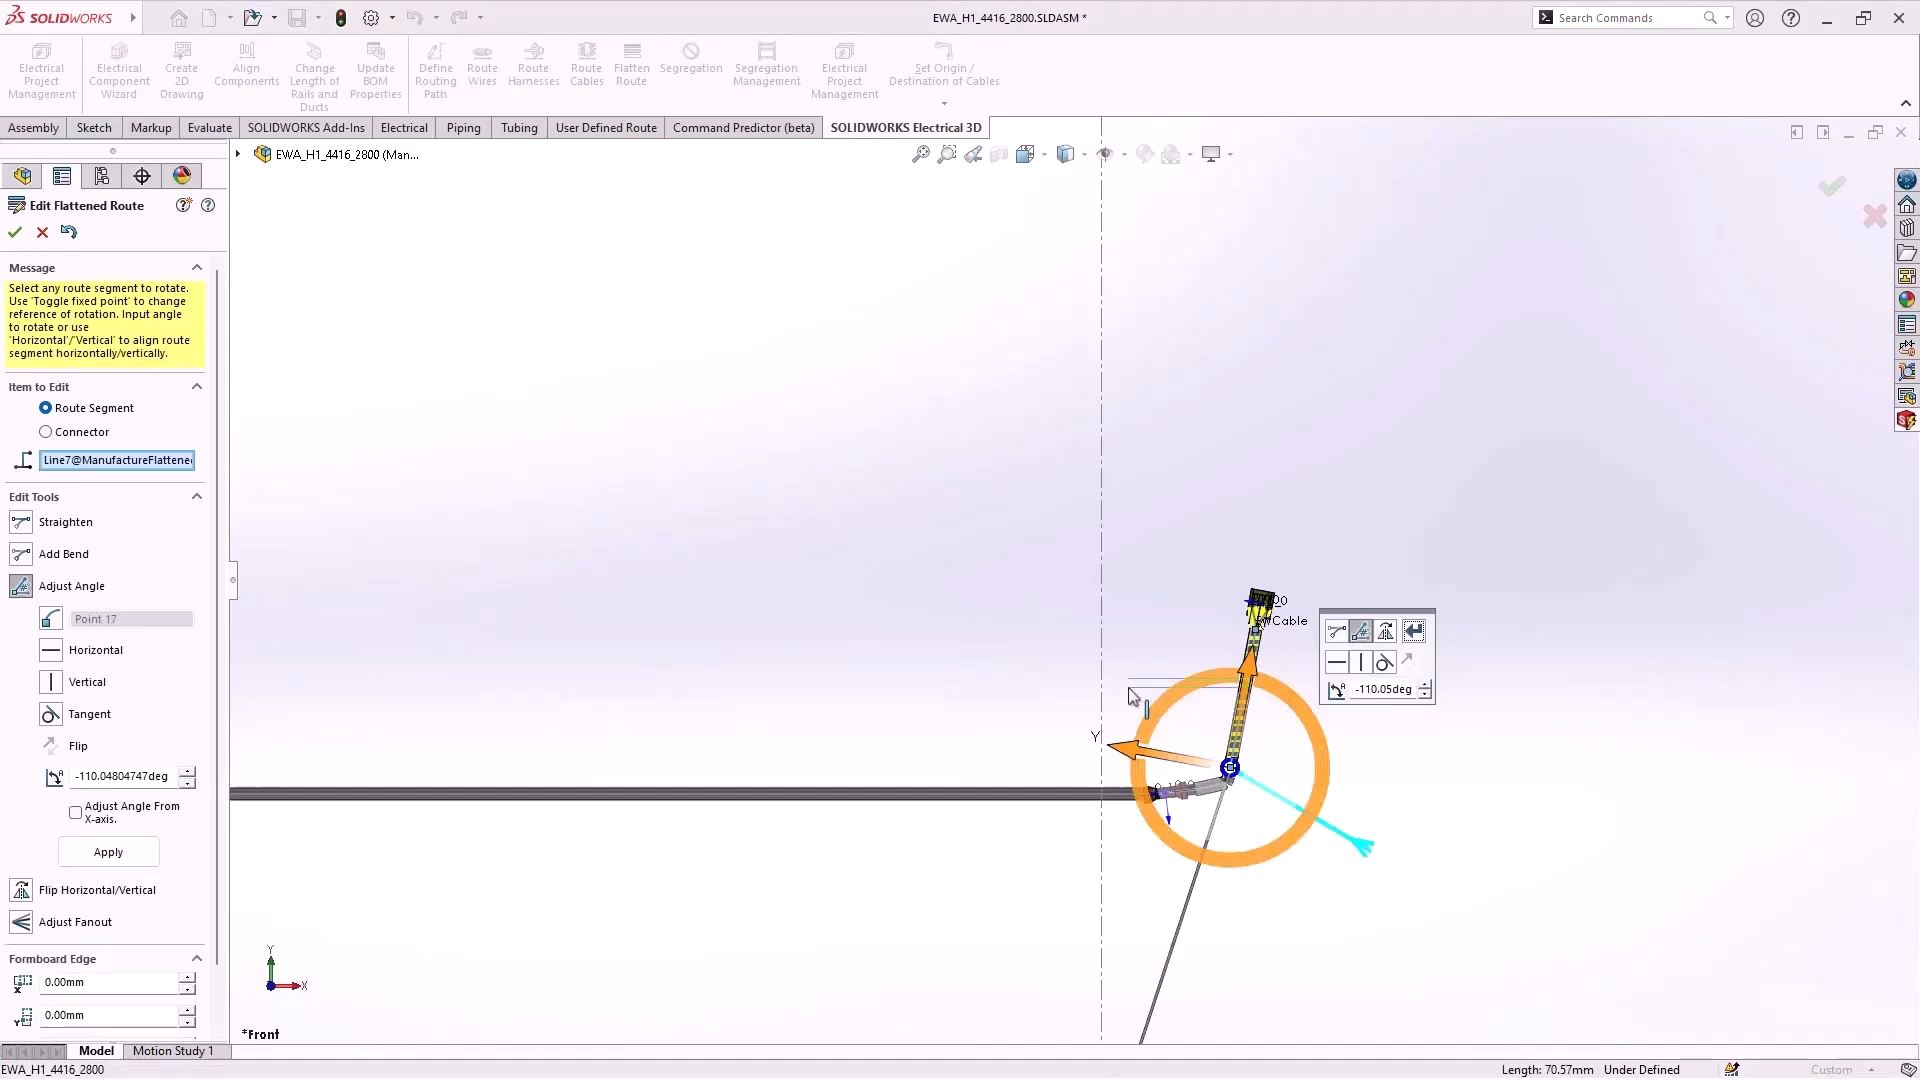 SOLIDWORKS
EWA_H1_4416_2800.SLDASM *
Search Commands
Electrical
Project
Management
Electrical
Component
Wizard
Create
2D
Drawing
Align
Components
Change
Length of
Rails and
Ducts
Update
BOM
Properties
Define
Routing
Path
Route
Wires
Route
Harnesses
Route
Cables
Flatten
Route
Segregation
Segregation
Management
Electrical
Project
Management
Set Origin /
Destination of Cables
Assembly
Sketch
Markup
Evaluate
SOLIDWORKS Add-Ins
Electrical
Piping
Tubing
User Defined Route
Command Predictor (beta)
SOLIDWORKS Electrical 3D
EWA_H1_4416_2800 (Man...
Edit Flattened Route
Message
Select any route segment to rotate.
Use 'Toggle fixed point' to change
reference of rotation. Input angle
to rotate or use
'Horizontal'/'Vertical' to align route
segment horizontally/vertically.
Item to Edit
Route Segment
Connector
Line7@ManufactureFlattene
Edit Tools
Straighten
Add Bend
Adjust Angle
Point 17
Horizontal
Vertical
Tangent
Flip
-110.04804747deg
Adjust Angle From
X-axis.
Apply
Flip Horizontal/Vertical
Adjust Fanout
Formboard Edge
0.00mm
0.00mm
Cable
-110.05deg
Y
Y
X
*Front
Model
Motion Study 1
EWA_H1_4416_2800
Length: 70.57mm
Under Defined
Custom